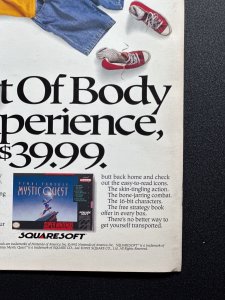 t Of Body
perience,
$39.99.
butt back home and check
out the easy-to-read icons.
The skin-tingling action.
The bone-jarring combat.
The 16-bit characters.
The free strategy book
offer in every box.
There's no better way to
get yourself transported.
FINAL FANTASY
MYSTIC QUEST
SQUARESOFT